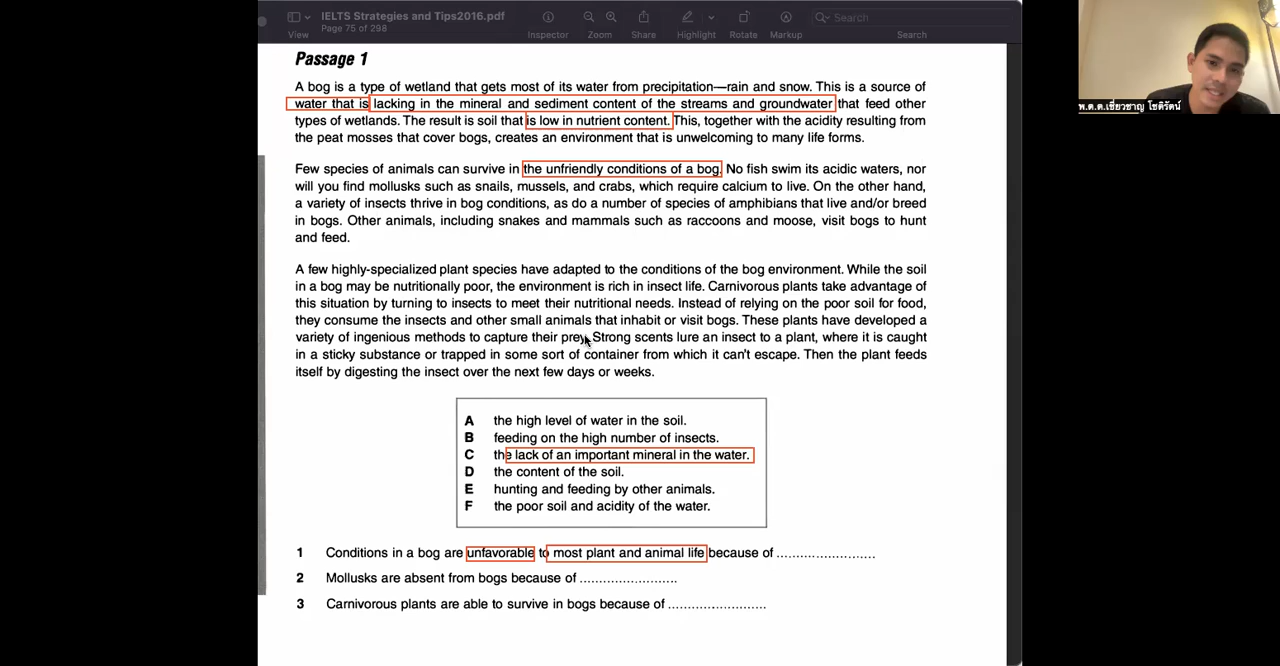 IELTS Strategies and Tips2016.pdf
Page 75 of 298
View
Inspector
Zoom
Share
Highlight
Rotate
Markup
Search
Search
Passage 1
A bog is a type of wetland that gets most of its water from precipitation—rain and snow. This is a source of
water that is lacking in the mineral and sediment content of the streams and groundwater that feed other
types of wetlands. The result is soil that is low in nutrient content. This, together with the acidity resulting from
the peat mosses that cover bogs, creates an environment that is unwelcoming to many life forms.
Few species of animals can survive in the unfriendly conditions of a bog. No fish swim its acidic waters, nor
will you find mollusks such as snails, mussels, and crabs, which require calcium to live. On the other hand,
a variety of insects thrive in bog conditions, as do a number of species of amphibians that live and/or breed
in bogs. Other animals, including snakes and mammals such as raccoons and moose, visit bogs to hunt
and feed.
A few highly-specialized plant species have adapted to the conditions of the bog environment. While the soil
in a bog may be nutritionally poor, the environment is rich in insect life. Carnivorous plants take advantage of
this situation by turning to insects to meet their nutritional needs. Instead of relying on the poor soil for food,
they consume the insects and other small animals that inhabit or visit bogs. These plants have developed a
variety of ingenious methods to capture their prey. Strong scents lure an insect to a plant, where it is caught
in a sticky substance or trapped in some sort of container from which it can't escape. Then the plant feeds
itself by digesting the insect over the next few days or weeks.
A the high level of water in the soil.
B feeding on the high number of insects.
C the lack of an important mineral in the water.
D the content of the soil.
E hunting and feeding by other animals.
F the poor soil and acidity of the water.
1 Conditions in a bog are unfavorable to most plant and animal life because of ........................
2 Mollusks are absent from bogs because of ........................
3 Carnivorous plants are able to survive in bogs because of ........................
พ.ต.ต.เชี่ยวชาญ โชติรัตน์